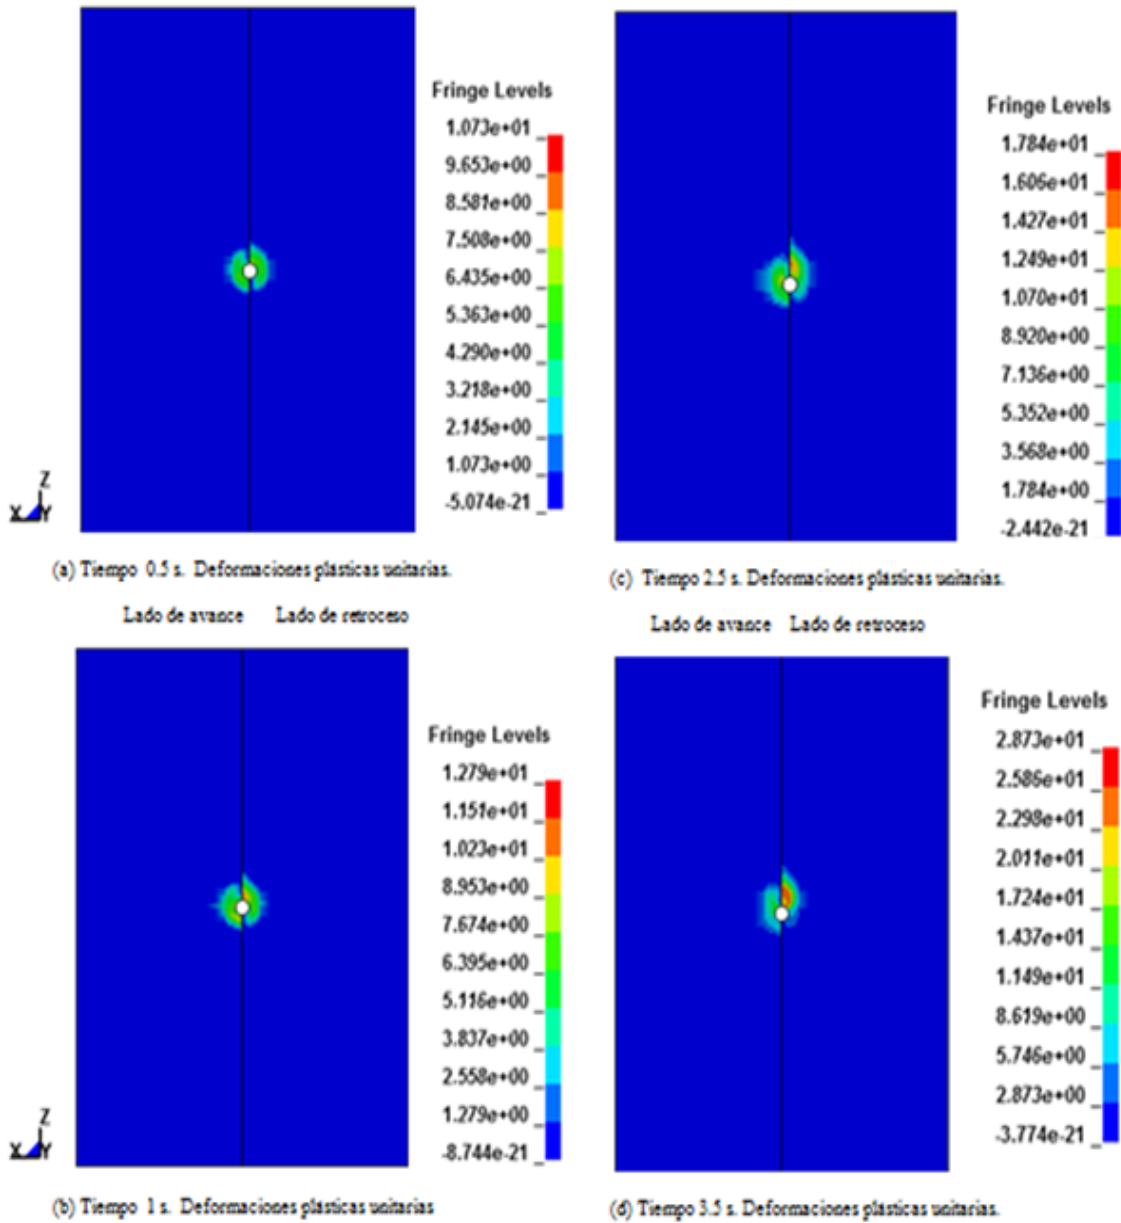 Fringe Levels
1.073e+01
9.653e+00
8.581e+00
7.508e+00
6.435e+00
5.363e+00
4.290e+00
3.218e+00
2.145e+00
1.073e+00
-5.074e-21
Z
X Y
(a) Tiempo 0.5 s. Deformaciones plásticas unitarias.
Fringe Levels
1.784e+01
1.606e+01
1.427e+01
1.249e+01
1.070e+01
8.920e+00
7.136e+00
5.352e+00
3.568e+00
1.784e+00
-2.442e-21
(c) Tiempo 2.5 s. Deformaciones plásticas unitarias.
Lado de avance Lado de retroceso
Fringe Levels
1.279e+01
1.151e+01
1.023e+01
8.953e+00
7.674e+00
6.395e+00
5.116e+00
3.837e+00
2.558e+00
1.279e+00
-8.744e-21
Z
X Y
(b) Tiempo 1 s. Deformaciones plásticas unitarias
Lado de avance Lado de retroceso
Fringe Levels
2.873e+01
2.586e+01
2.298e+01
2.011e+01
1.724e+01
1.437e+01
1.149e+01
8.619e+00
5.746e+00
2.873e+00
-3.774e-21
(d) Tiempo 3.5 s. Deformaciones plásticas unitarias.